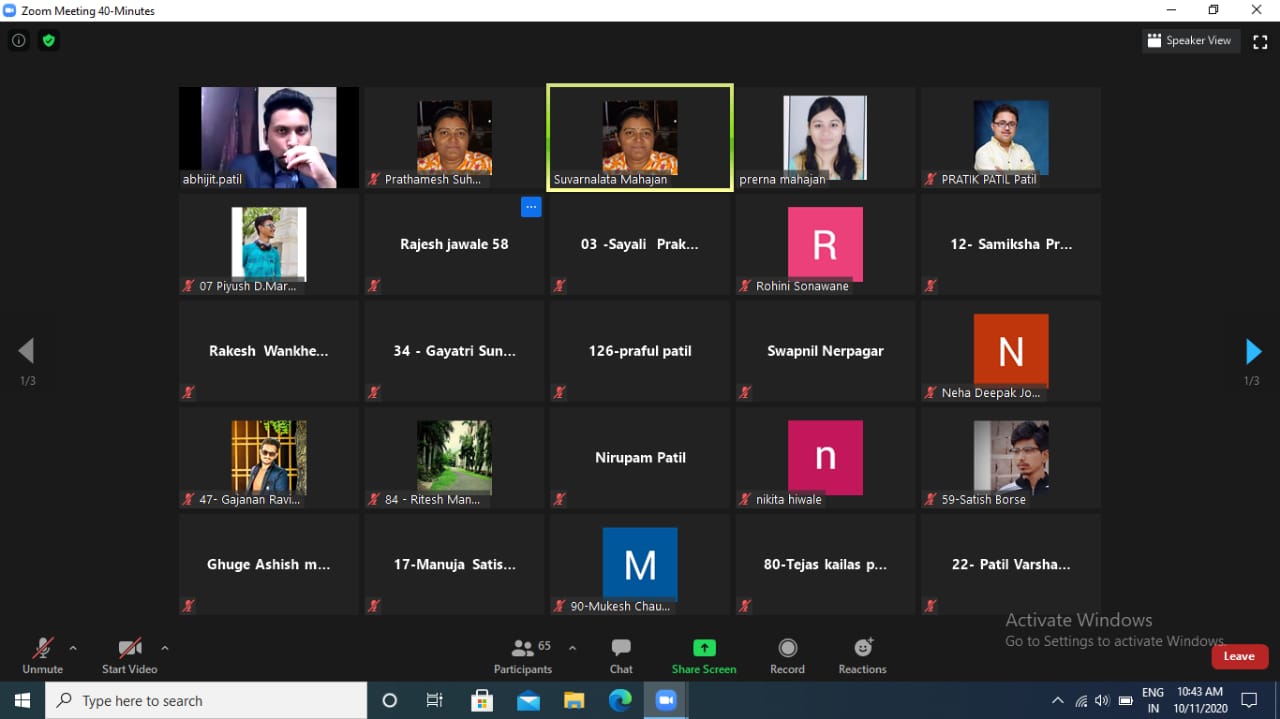 Zoom Meeting 40-Minutes
Speaker View
abhijit.patil
Prathamesh Suh...
Suvarnalata Mahajan
prerna mahajan
PRATIK PATIL Patil
07 Piyush D.Mar...
...
Rajesh jawale 58
03 -Sayali Prak...
R
Rohini Sonawane
12- Samiksha Pr...
1/3
Rakesh Wankhe...
34 - Gayatri Sun...
126-praful patil
Swapnil Nerpagar
N
Neha Deepak Jo...
1/3
47- Gajanan Ravi...
84 - Ritesh Man...
Nirupam Patil
n
nikita hiwale
59-Satish Borse
Ghuge Ashish m...
17-Manuja Satis...
M
90-Mukesh Chau...
80-Tejas kailas p...
22- Patil Varsha...
Activate Windows
Go to Settings to activate Windows.
Unmute
Start Video
65
Participants
Chat
Share Screen
Record
Reactions
Leave
Type here to search
ENG
IN
10:43 AM
10/11/2020